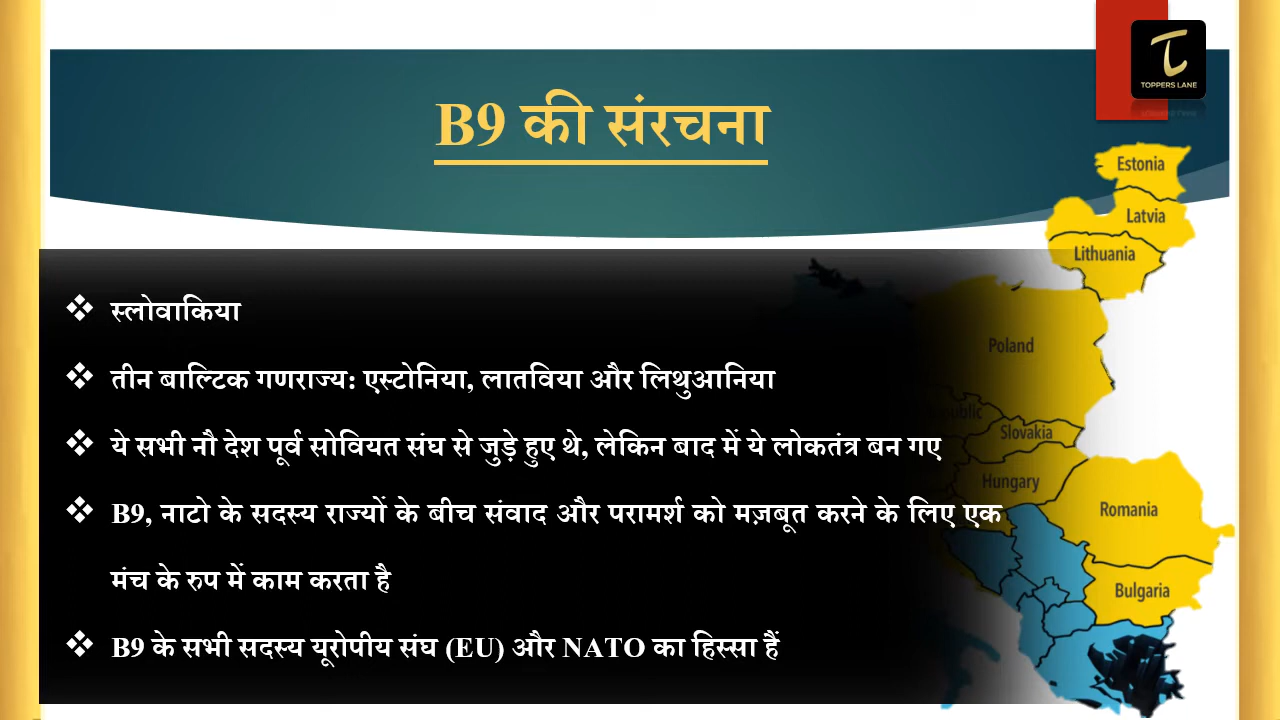 TOPPERS LANE
B9 की संरचना
Estonia
Latvia
Lithuania
Poland
Slovakia
Hungary
Romania
Bulgaria
❖ स्लोवाकिया
❖ तीन बाल्टिक गणराज्य: एस्टोनिया, लातविया और लिथुआनिया
❖ ये सभी नौ देश पूर्व सोवियत संघ से जुड़े हुए थे, लेकिन बाद में ये लोकतंत्र बन गए
❖ B9, नाटो के सदस्य राज्यों के बीच संवाद और परामर्श को मज़बूत करने के लिए एक
मंच के रुप में काम करता है
❖ B9 के सभी सदस्य यूरोपीय संघ (EU) और NATO का हिस्सा हैं